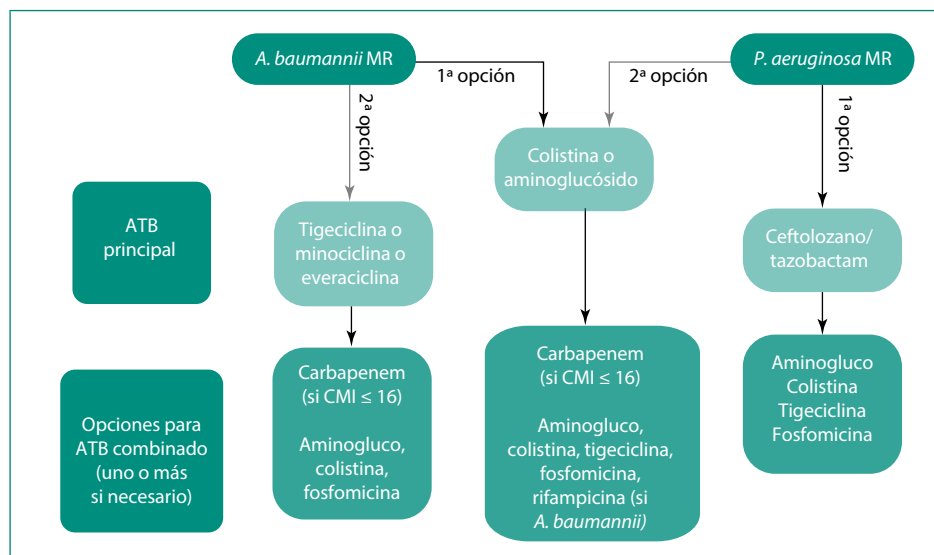 A. baumannii MR
P. aeruginosa MR
1ª opción
2ª opción
2ª opción
1ª opción
Colistina o
aminoglucósido
ATB
principal
Tigeciclina o
minociclina o
everaciclina
Ceftolozano/
tazobactam
Opciones para
ATB combinado
(uno o más
si necesario)
Carbapenem
(si CMI ≤ 16)
Aminogluco,
colistina,
fosfomicina
Carbapenem
(si CMI ≤ 16)
Aminogluco,
colistina, tigeciclina,
fosfomicina,
rifampicina (si
A. baumannii)
Aminogluco
Colistina
Tigeciclina
Fosfomicina